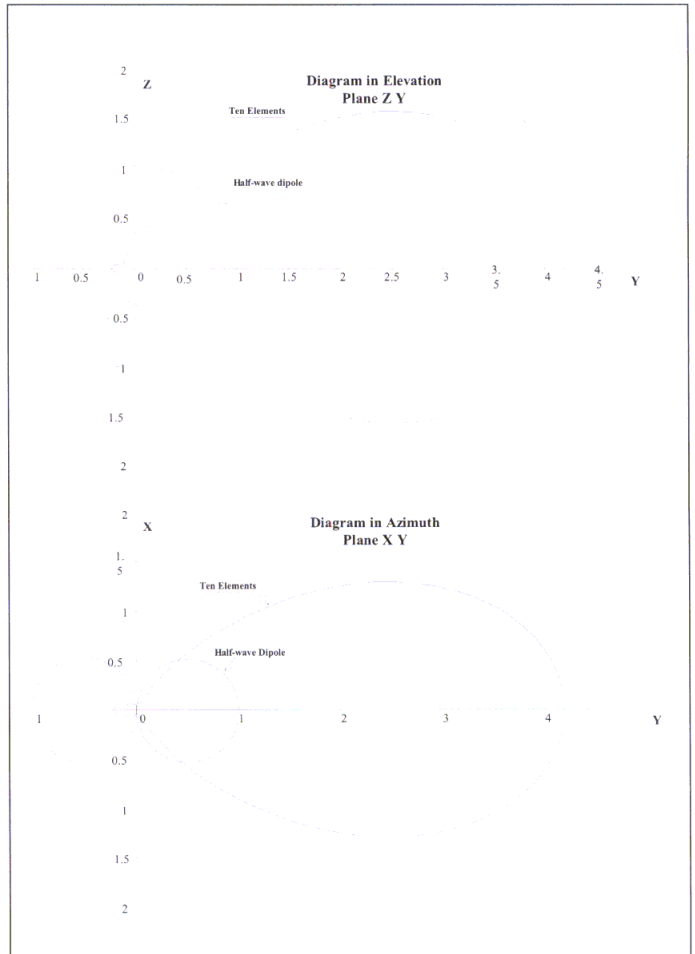 2
Z
Diagram in Elevation
Plane Z Y
Ten Elements
1.5
1
Half-wave dipole
0.5
1 0.5 0 0.5 1 1.5 2 2.5 3 3.5 4 4.5 Y
0.5
1
1.5
2
2
X
Diagram in Azimuth
Plane X Y
1.5
Ten Elements
1
Half-wave Dipole
0.5
1 0 1 2 3 4 Y
0.5
1
1.5
2